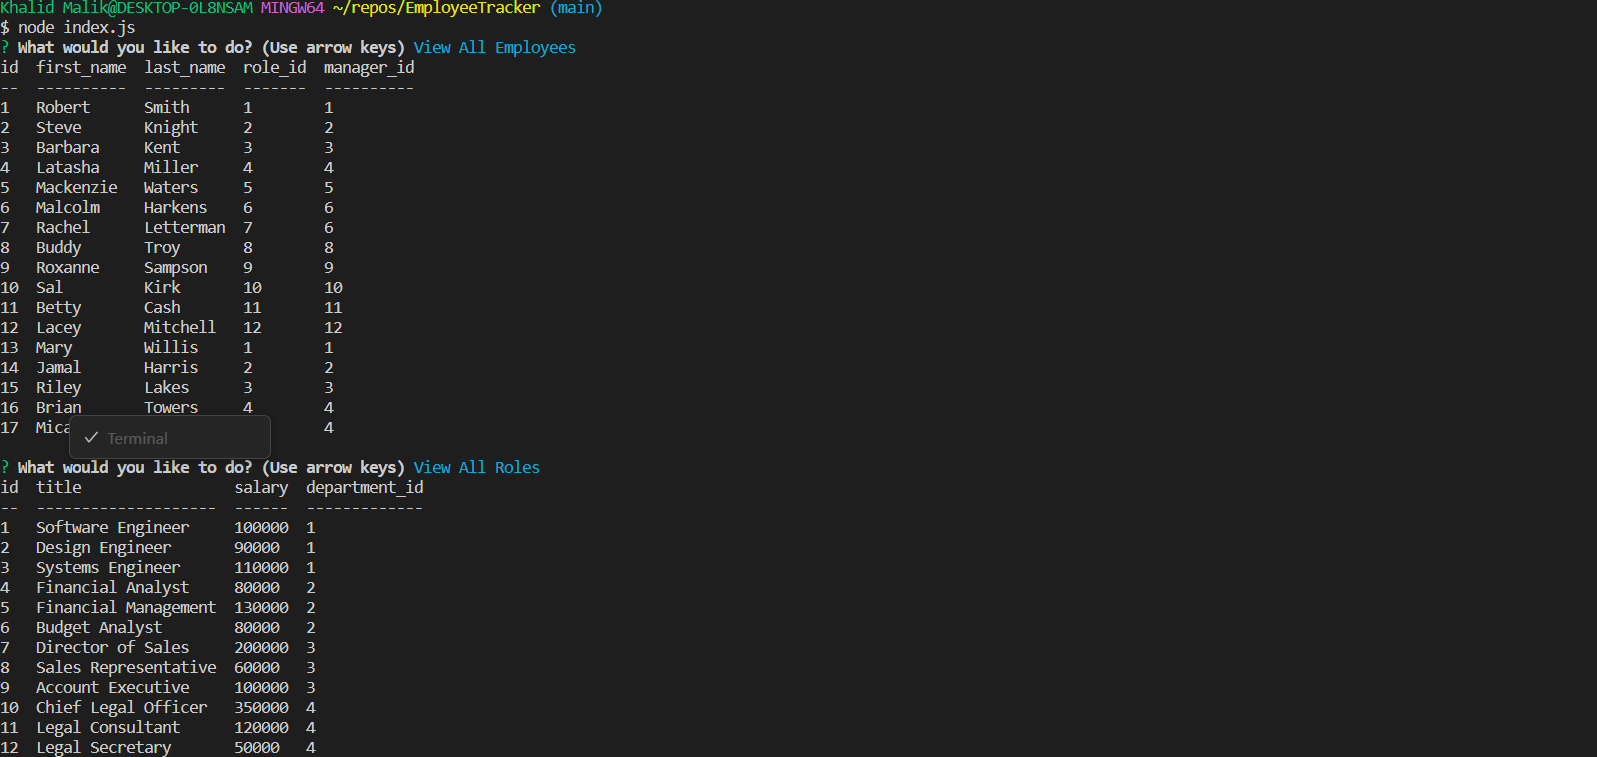 Khalid Malik@DESKTOP-0L8NSAM MINGW64 ~/repos/EmployeeTracker (main)
$ node index.js
? What would you like to do? (Use arrow keys) View All Employees
id  first_name  last_name  role_id  manager_id
--  ----------  ---------  -------  ----------
1   Robert      Smith      1        1
2   Steve       Knight     2        2
3   Barbara     Kent       3        3
4   Latasha     Miller     4        4
5   Mackenzie   Waters     5        5
6   Malcolm     Harkens    6        6
7   Rachel      Letterman  7        6
8   Buddy       Troy       8        8
9   Roxanne     Sampson    9        9
10  Sal         Kirk       10       10
11  Betty       Cash       11       11
12  Lacey       Mitchell   12       12
13  Mary        Willis     1        1
14  Jamal       Harris     2        2
15  Riley       Lakes      3        3
16  Brian       Towers     4        4
17  4
✓ Terminal
? What would you like to do? (Use arrow keys) View All Roles
id  title                 salary  department_id
--  --------------------  ------  -------------
1   Software Engineer     100000  1
2   Design Engineer       90000   1
3   Systems Engineer      110000  1
4   Financial Analyst     80000   2
5   Financial Management  130000  2
6   Budget Analyst        80000   2
7   Director of Sales     200000  3
8   Sales Representative  60000   3
9   Account Executive     100000  3
10  Chief Legal Officer   350000  4
11  Legal Consultant      120000  4
12  Legal Secretary       50000   4